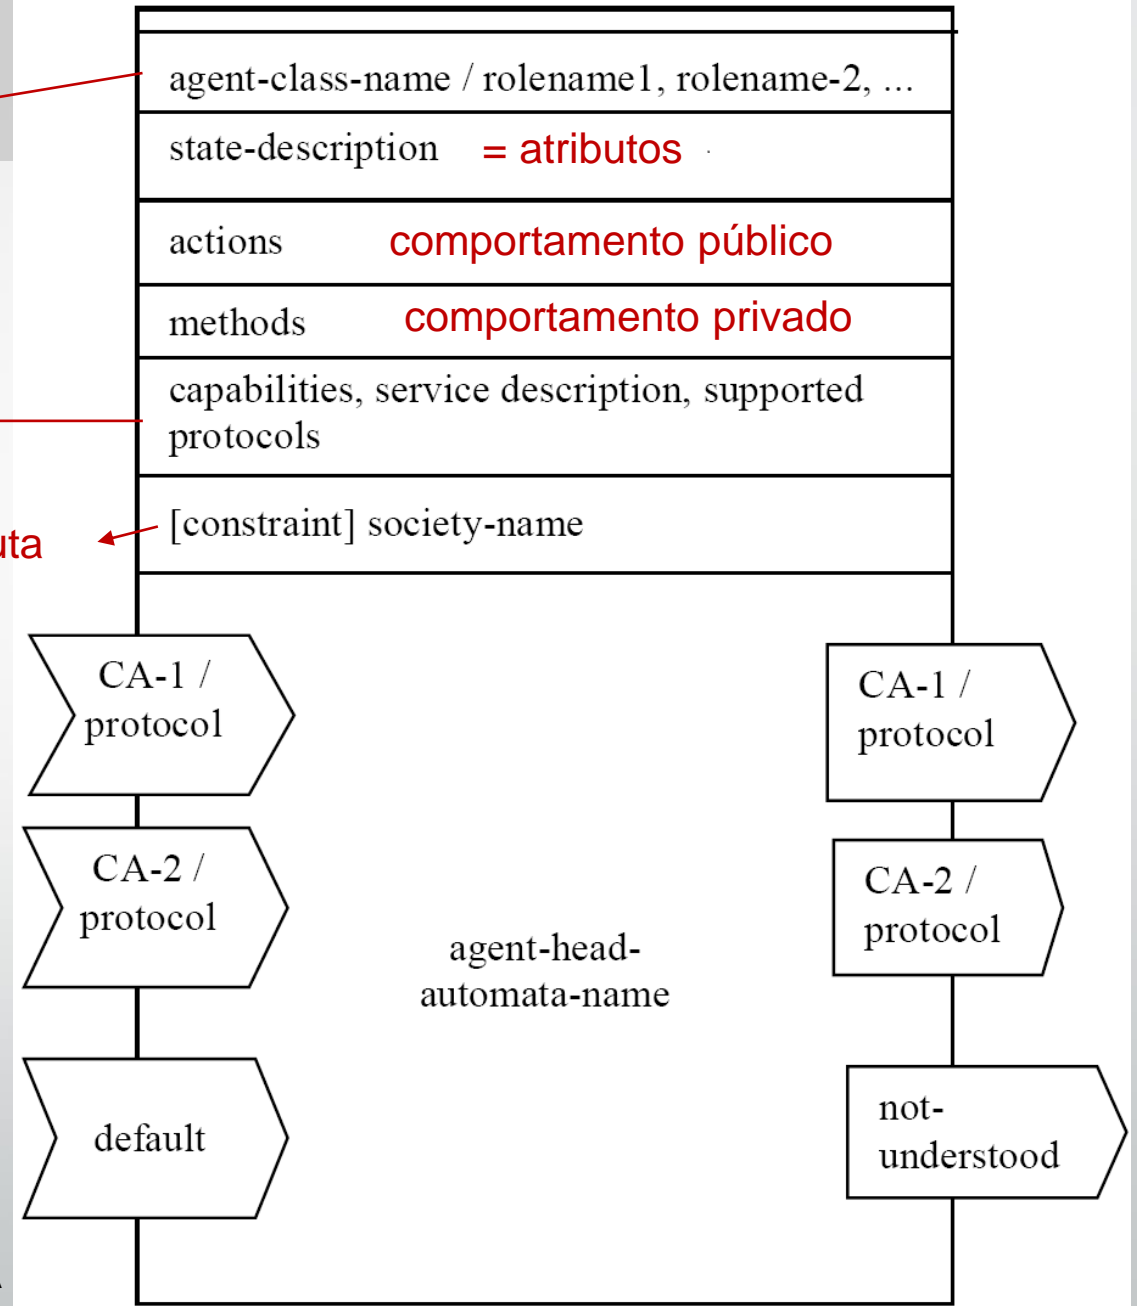 agent-class-name / rolename1, rolename-2, ...
state-description = atributos
actions comportamento público
methods comportamento privado
capabilities, service description, supported
protocols
[constraint] society-name
CA-1 /
protocol
CA-2 /
protocol
default
agent-head-
automata-name
CA-1 /
protocol
CA-2 /
protocol
not-
understood